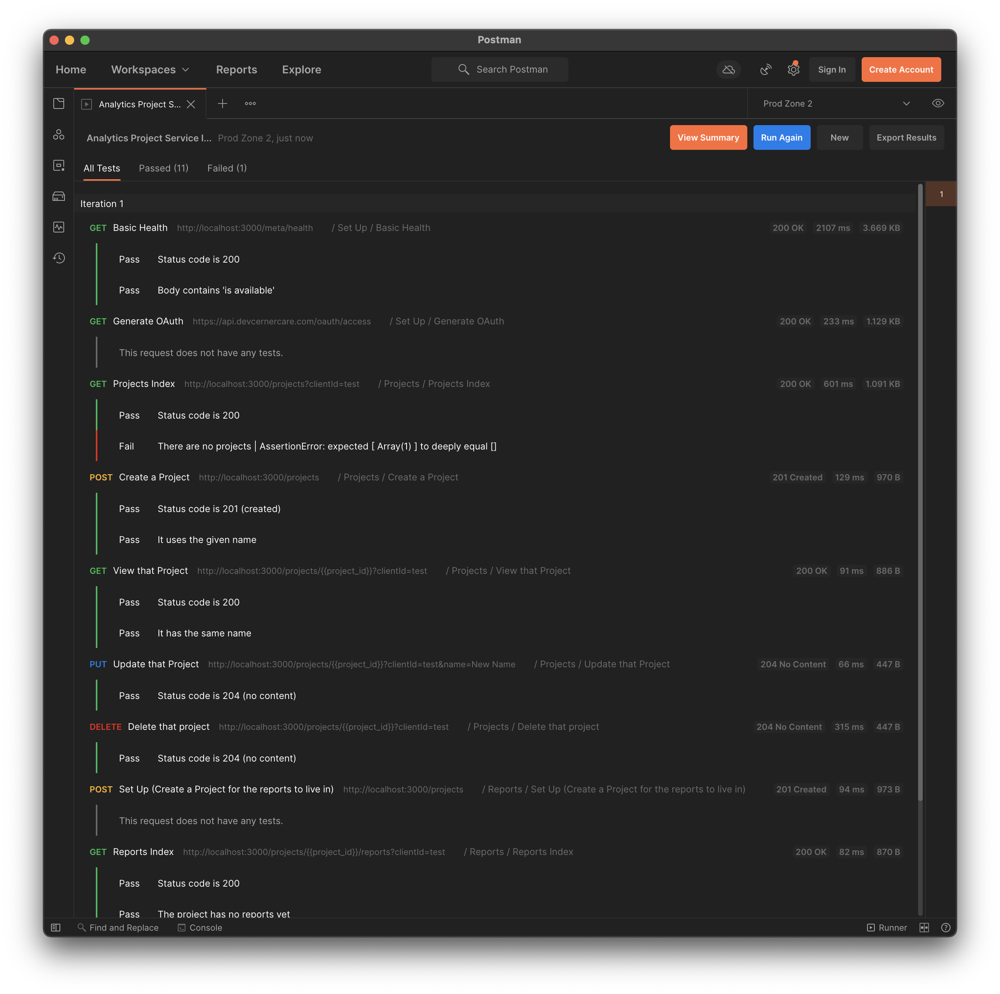 Postman
Home Workspaces Reports Explore Search Postman Sign In Create Account
Analytics Project S... Prod Zone 2
Analytics Project Service I... Prod Zone 2, just now View Summary Run Again New Export Results
All Tests Passed (11) Failed (1)
1
Iteration 1
GET Basic Health http://localhost:3000/meta/health / Set Up / Basic Health 200 OK 2107 ms 3.669 KB
Pass Status code is 200
Pass Body contains 'is available'
GET Generate OAuth https://api.devcernercare.com/oauth/access / Set Up / Generate OAuth 200 OK 233 ms 1.129 KB
This request does not have any tests.
GET Projects Index http://localhost:3000/projects?clientId=test / Projects / Projects Index 200 OK 601 ms 1.091 KB
Pass Status code is 200
Fail There are no projects | AssertionError: expected [ Array(1) ] to deeply equal []
POST Create a Project http://localhost:3000/projects / Projects / Create a Project 201 Created 129 ms 970 B
Pass Status code is 201 (created)
Pass It uses the given name
GET View that Project http://localhost:3000/projects/{{project_id}}?clientId=test / Projects / View that Project 200 OK 91 ms 886 B
Pass Status code is 200
Pass It has the same name
PUT Update that Project http://localhost:3000/projects/{{project_id}}?clientId=test&name=New Name / Projects / Update that Project 204 No Content 66 ms 447 B
Pass Status code is 204 (no content)
DELETE Delete that project http://localhost:3000/projects/{{project_id}}?clientId=test / Projects / Delete that project 204 No Content 315 ms 447 B
Pass Status code is 204 (no content)
POST Set Up (Create a Project for the reports to live in) http://localhost:3000/projects / Reports / Set Up (Create a Project for the reports to live in) 201 Created 94 ms 973 B
This request does not have any tests.
GET Reports Index http://localhost:3000/projects/{{project_id}}/reports?clientId=test / Reports / Reports Index 200 OK 82 ms 870 B
Pass Status code is 200
Pass The project has no reports yet
Find and Replace Console Runner